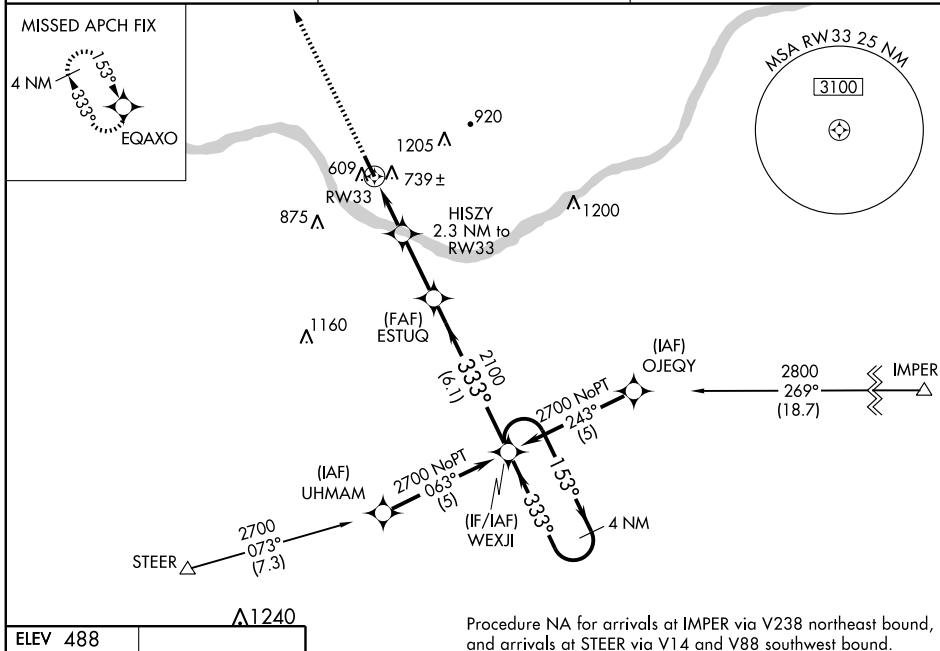 MISSED APCH FIX
4 NM
153°
333°
EQAXO
MSA RW33 25 NM
3100
920
1205
609
739 ±
RW33
875
HISZY
2.3 NM to
RW33
1200
(FAF)
ESTUQ
1160
2100
333°
(6.1)
(IAF)
OJEQY
2800
269°
(18.7)
IMPER
2700 NoPT
243°
(5)
(IAF)
UHMAM
2700 NoPT
063°
(5)
(IF/IAF)
WEXJI
153°
333°
4 NM
2700
073°
(7.3)
STEER
1240
ELEV 488
Procedure NA for arrivals at IMPER via V238 northeast bound,
and arrivals at STEER via V14 and V88 southwest bound.